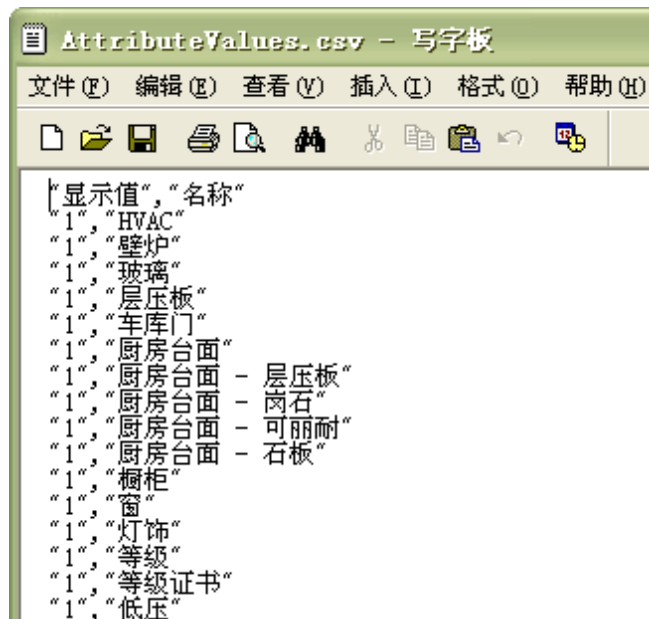 AttributeValues.csv - 写字板
文件(F) 编辑(E) 查看(V) 插入(I) 格式(O) 帮助(H)
"显示值","名称"
"1","HVAC"
"1","壁炉"
"1","玻璃"
"1","层压板"
"1","车库门"
"1","厨房台面"
"1","厨房台面 - 层压板"
"1","厨房台面 - 岗石"
"1","厨房台面 - 可丽耐"
"1","厨房台面 - 石板"
"1","橱柜"
"1","窗"
"1","灯饰"
"1","等级"
"1","等级证书"
"1","低压"